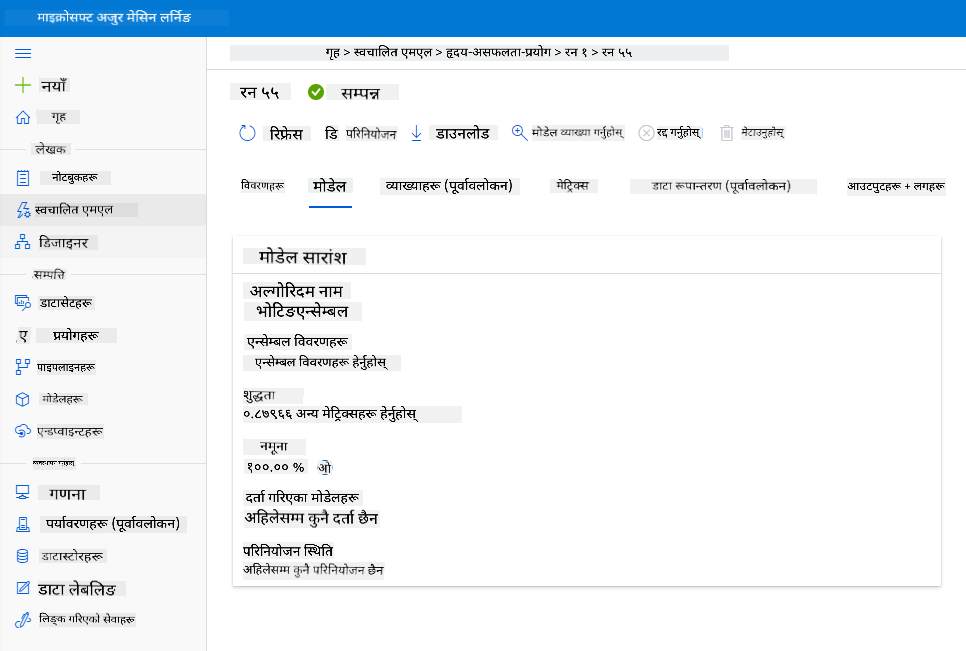 माइक्रोसफ्ट अजुर मेसिन लर्निङ
गृह > स्वचालित एमएल > हृदय-असफलता-प्रयोग > रन १ > रन ५५
नयाँ
गृह
लेखक
नोटबुकहरू
स्वचालित एमएल
डिजाइनर
सम्पत्ति
डाटासेटहरू
ए प्रयोगहरू
पाइपलाइनहरू
मोडेलहरू
एन्डप्वाइन्टहरू
गणना
पर्यावरणहरू (पूर्वावलोकन)
डाटास्टोरहरू
डाटा लेबलिङ
लिङ्क गरिएको सेवाहरू
रन ५५ सम्पन्न
रिफ्रेस डि परिनियोजन डाउनलोड मोडेल व्याख्या गर्नुहोस् रद्द गर्नुहोस् मेटाउनुहोस्
विवरणहरू मोडेल व्याख्याहरू (पूर्वावलोकन) मेट्रिक्स डाटा रूपान्तरण (पूर्वावलोकन) आउटपुटहरू + लगहरू
मोडेल सारांश
अल्गोरिदम नाम
भोटिङएन्सेम्बल
एन्सेम्बल विवरणहरू
एन्सेम्बल विवरणहरू हेर्नुहोस्
शुद्धता
०.८७९६६ अन्य मेट्रिक्सहरू हेर्नुहोस्
नमूना
१००.०० % ओ
दर्ता गरिएका मोडेलहरू
अहिलेसम्म कुनै दर्ता छैन
परिनियोजन स्थिति
अहिलेसम्म कुनै परिनियोजन छैन